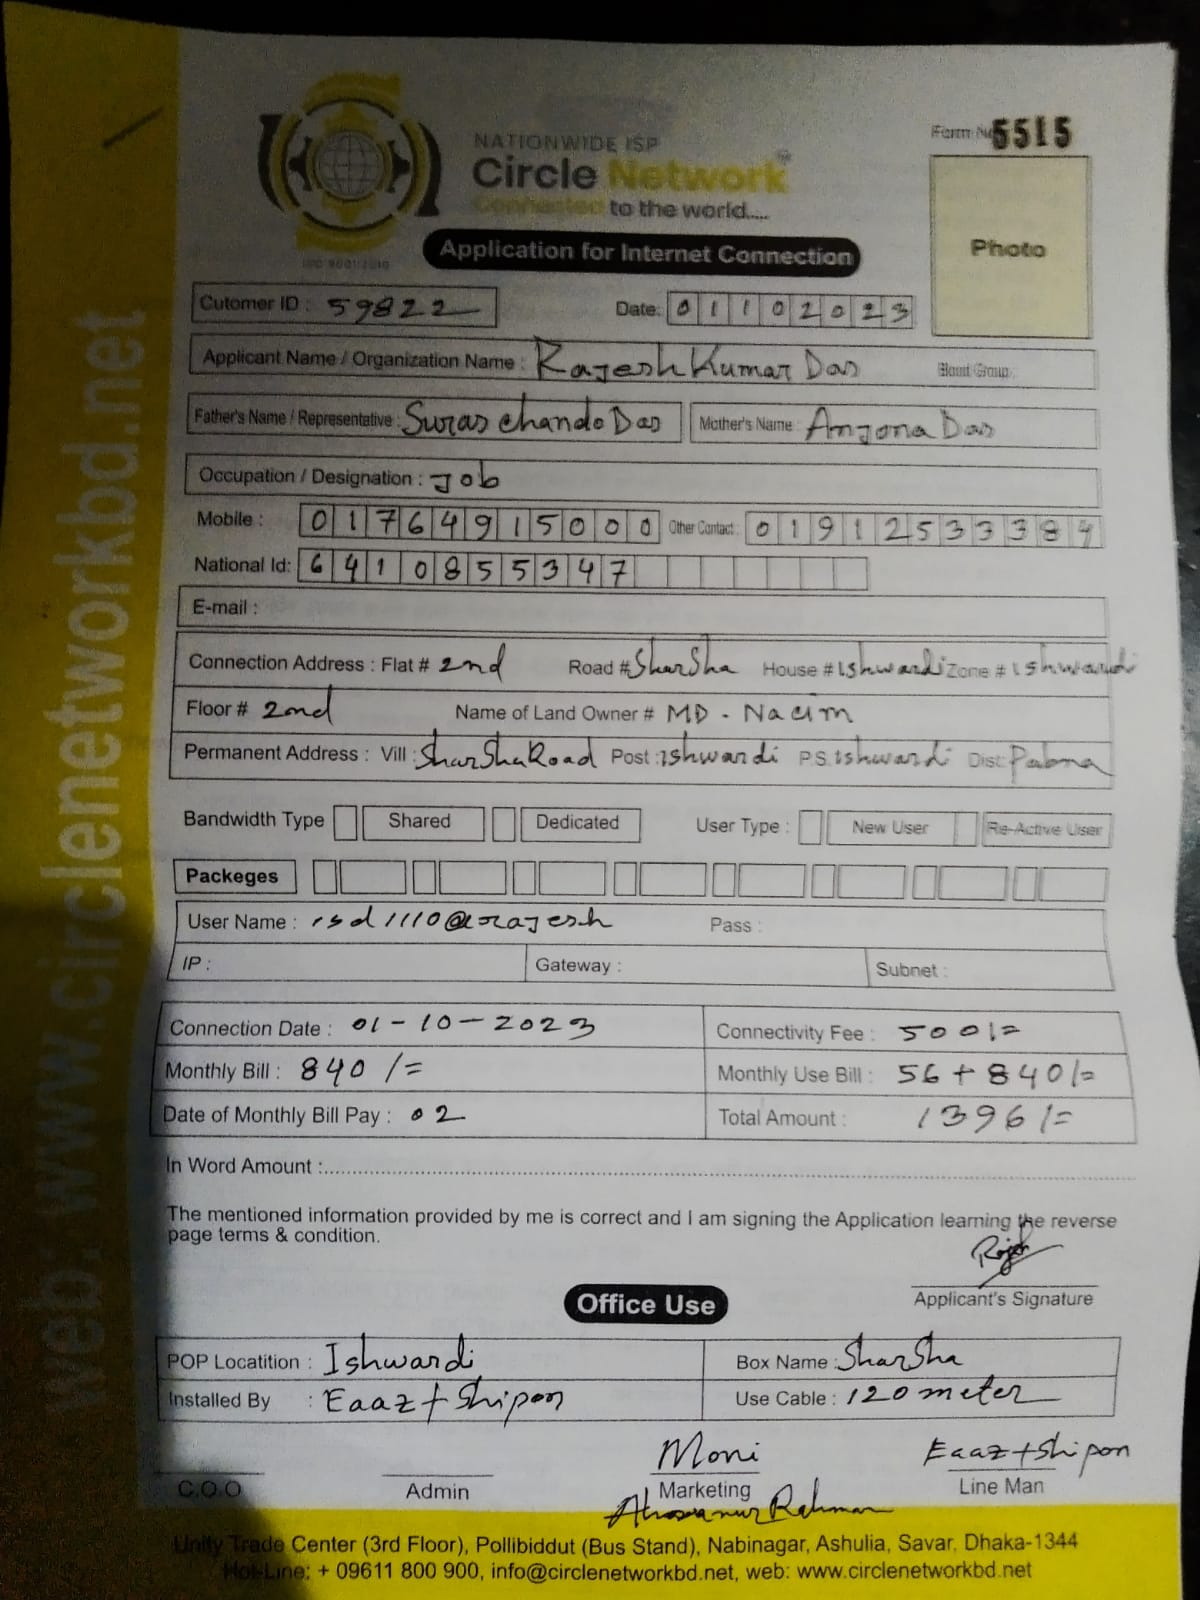 NATIONWIDE ISP
Circle Network
Connected to the world.....
Form No 5515
Photo
Application for Internet Connection
ISO 9001:2015
Cutomer ID : 59822
Date: 01102023
Applicant Name / Organization Name : Rajesh Kumar Das Blood Group:
Father's Name / Representative : Suras Chando Das Mother's Name : Anjona Das
Occupation / Designation : Job
Mobile : 01764915000 Other Contact : 01912533384
National Id: 6410855347
E-mail :
Connection Address : Flat # 2nd Road # SharSha House # Ishwardi Zone # Ishwardi
Floor # 2nd Name of Land Owner # MD - Nacim
Permanent Address : Vill : SharSha Road Post : Ishwardi P.S. Ishwardi Dist: Pabna
Bandwidth Type Shared Dedicated User Type : New User Re-Active User
Packeges
User Name : isd1110@rajesh Pass :
IP : Gateway : Subnet :
Connection Date : 01-10-2023 Connectivity Fee : 500/=
Monthly Bill : 840/= Monthly Use Bill : 56+840/=
Date of Monthly Bill Pay : 02 Total Amount : 1396/=
In Word Amount :
The mentioned information provided by me is correct and I am signing the Application learning the reverse
page terms & condition.
Rajesh
Applicant's Signature
Office Use
POP Locatition : Ishwardi Box Name : SharSha
Installed By : Eaaz + Shipon Use Cable : 120 meter
Moni Eaaz + Shipon
C.O.O Admin Marketing Line Man
Rahman
Unity Trade Center (3rd Floor), Pollibiddut (Bus Stand), Nabinagar, Ashulia, Savar, Dhaka-1344
Hot-Line: + 09611 800 900, info@circlenetworkbd.net, web: www.circlenetworkbd.net
web: www.circlenetworkbd.net